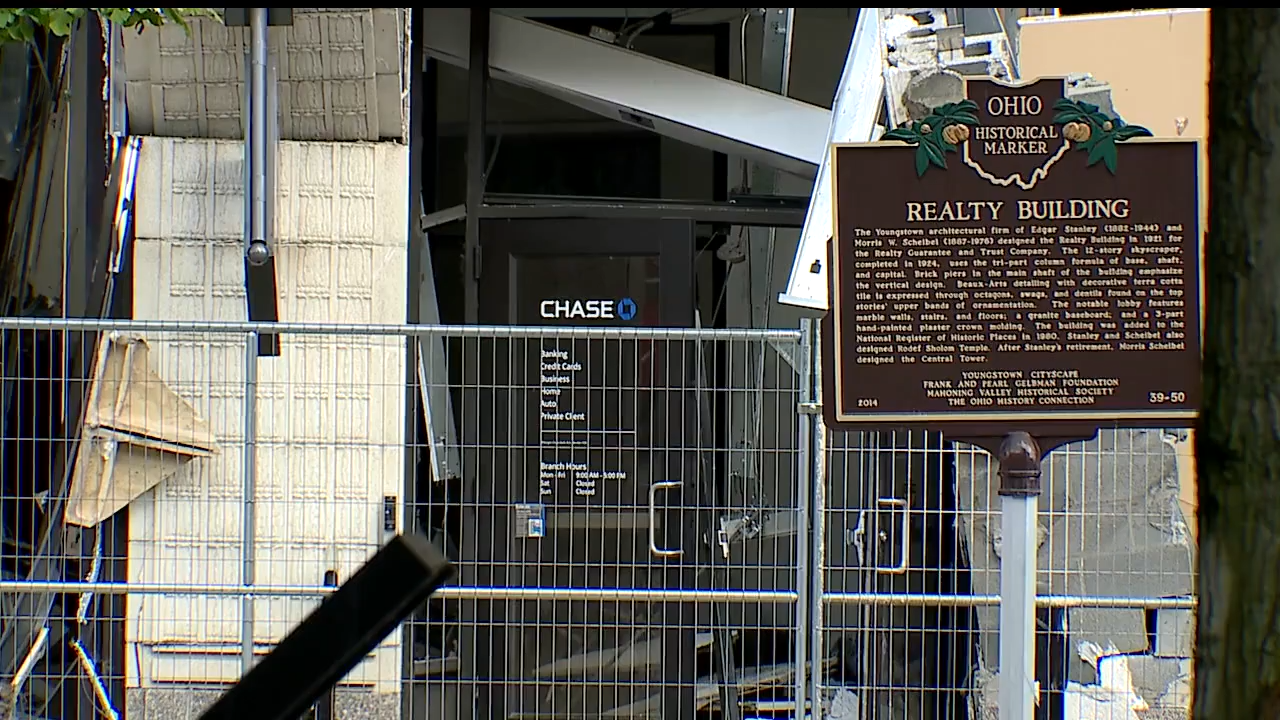 OHIO
HISTORICAL
MARKER
REALTY BUILDING
The Youngstown architectural firm of Edgar Stanley (1882-1944) and
Morris W. Scheibel (1887-1976) designed the Realty Building in 1921 for
the Realty Guarantee and Trust Company. The 12-story skyscraper,
completed in 1924, uses the tri-part column formula of base, shaft,
and capital. Brick piers in the main shaft of the building emphasize
the vertical design. Beaux-Arts detailing with decorative terra cotta
tile is expressed through octagons, swags, and dentils found on the top
stories' upper bands of ornamentation. The notable lobby features
marble walls, stairs, and floors; a granite baseboard; and a 3-part
hand-painted plaster crown molding. The building was added to the
National Register of Historic Places in 1980. Stanley and Scheibel also
designed Rodef Sholom Temple. After Stanley's retirement, Morris Scheibel
designed the Central Tower.
YOUNGSTOWN CITYSCAPE
FRANK AND PEARL GELBMAN FOUNDATION
MAHONING VALLEY HISTORICAL SOCIETY
THE OHIO HISTORY CONNECTION
2014
39-50
CHASE
Banking
Credit Cards
Business
Home
Auto
Private Client
Branch Hours
Mon - Fri 9:00 AM - 5:00 PM
Sat Closed
Sun Closed